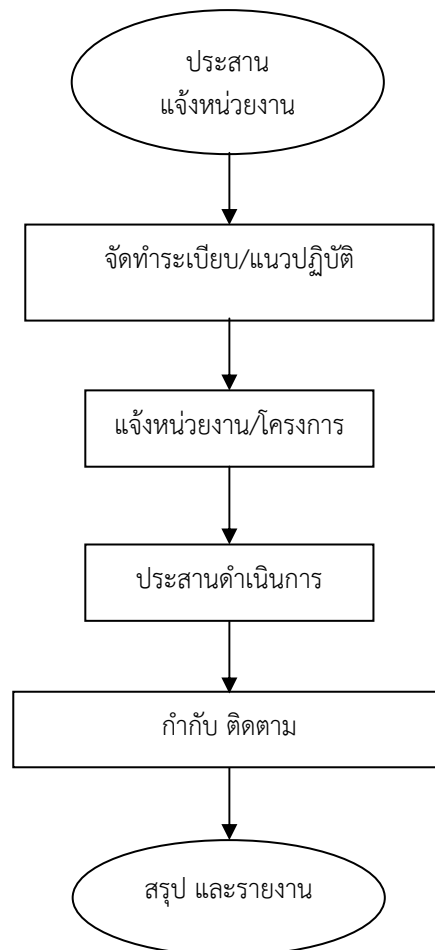 ประสาน
แจ้งหน่วยงาน
จัดทำระเบียบ/แนวปฏิบัติ
แจ้งหน่วยงาน/โครงการ
ประสานดำเนินการ
กำกับ ติดตาม
สรุป และรายงาน